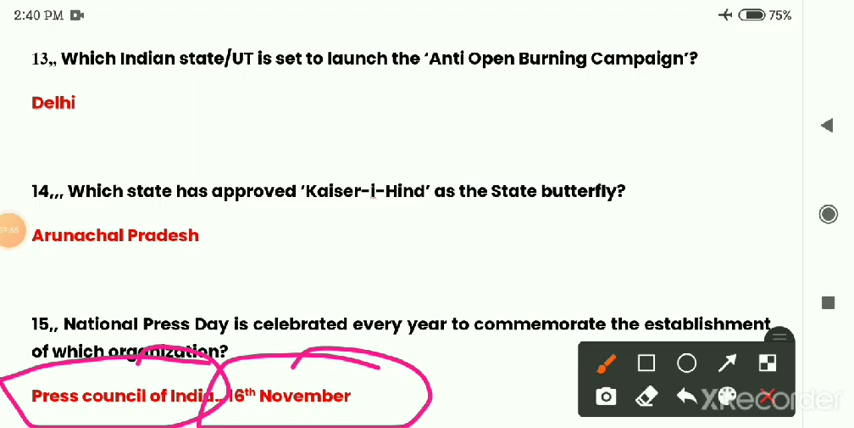 2:40 PM
75%
13,, Which Indian state/UT is set to launch the ‘Anti Open Burning Campaign’?
Delhi
14,,, Which state has approved ‘Kaiser-i-Hind’ as the State butterfly?
Arunachal Pradesh
15,, National Press Day is celebrated every year to commemorate the establishment
of which organization?
Press council of India.. 16th November
XRecorder